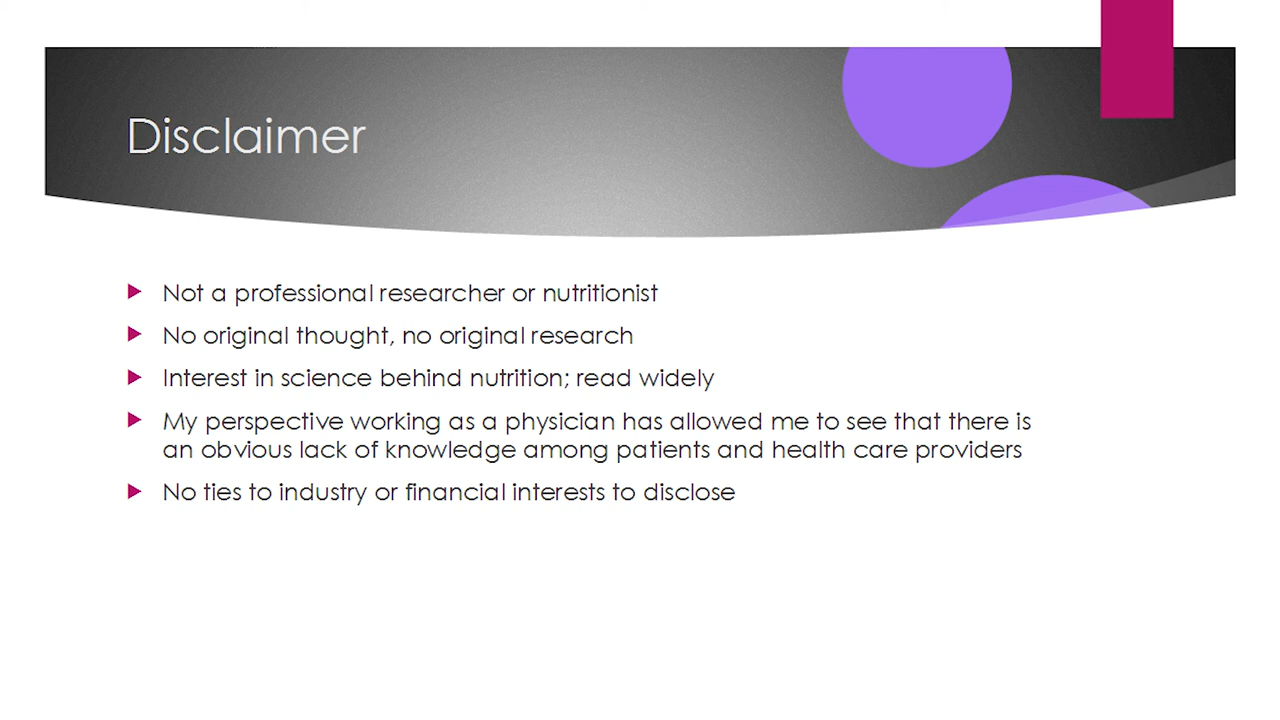 Disclaimer
Not a professional researcher or nutritionist
No original thought, no original research
Interest in science behind nutrition; read widely
My perspective working as a physician has allowed me to see that there is
an obvious lack of knowledge among patients and health care providers
No ties to industry or financial interests to disclose